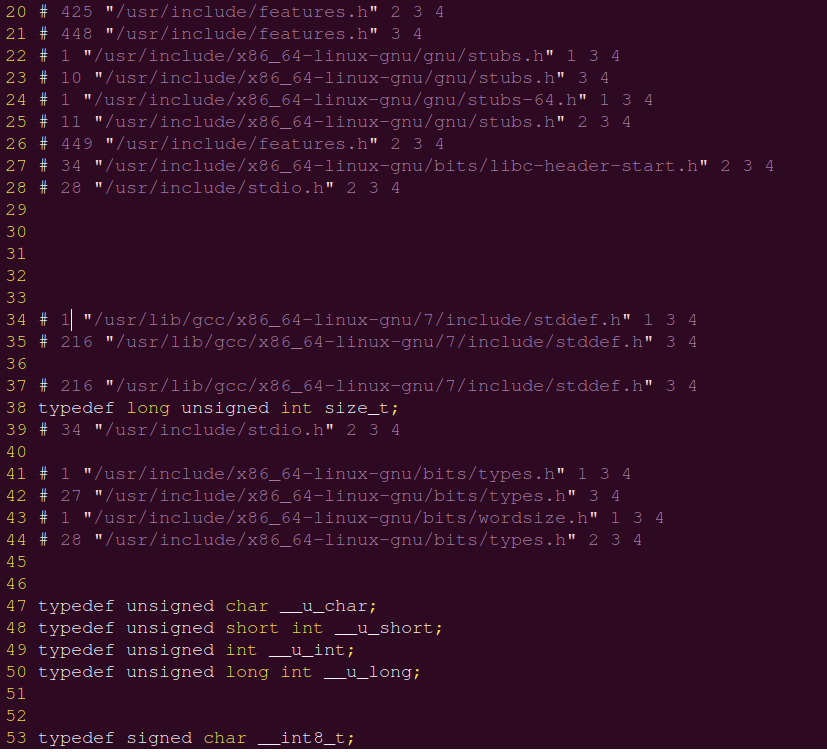 20 # 425 "/usr/include/features.h" 2 3 4
21 # 448 "/usr/include/features.h" 3 4
22 # 1 "/usr/include/x86_64-linux-gnu/gnu/stubs.h" 1 3 4
23 # 10 "/usr/include/x86_64-linux-gnu/gnu/stubs.h" 3 4
24 # 1 "/usr/include/x86_64-linux-gnu/gnu/stubs-64.h" 1 3 4
25 # 11 "/usr/include/x86_64-linux-gnu/gnu/stubs.h" 2 3 4
26 # 449 "/usr/include/features.h" 2 3 4
27 # 34 "/usr/include/x86_64-linux-gnu/bits/libc-header-start.h" 2 3 4
28 # 28 "/usr/include/stdio.h" 2 3 4
29
30
31
32
33
34 # 1 "/usr/lib/gcc/x86_64-linux-gnu/7/include/stddef.h" 1 3 4
35 # 216 "/usr/lib/gcc/x86_64-linux-gnu/7/include/stddef.h" 3 4
36
37 # 216 "/usr/lib/gcc/x86_64-linux-gnu/7/include/stddef.h" 3 4
38 typedef long unsigned int size_t;
39 # 34 "/usr/include/stdio.h" 2 3 4
40
41 # 1 "/usr/include/x86_64-linux-gnu/bits/types.h" 1 3 4
42 # 27 "/usr/include/x86_64-linux-gnu/bits/types.h" 3 4
43 # 1 "/usr/include/x86_64-linux-gnu/bits/wordsize.h" 1 3 4
44 # 28 "/usr/include/x86_64-linux-gnu/bits/types.h" 2 3 4
45
46
47 typedef unsigned char __u_char;
48 typedef unsigned short int __u_short;
49 typedef unsigned int __u_int;
50 typedef unsigned long int __u_long;
51
52
53 typedef signed char __int8_t;